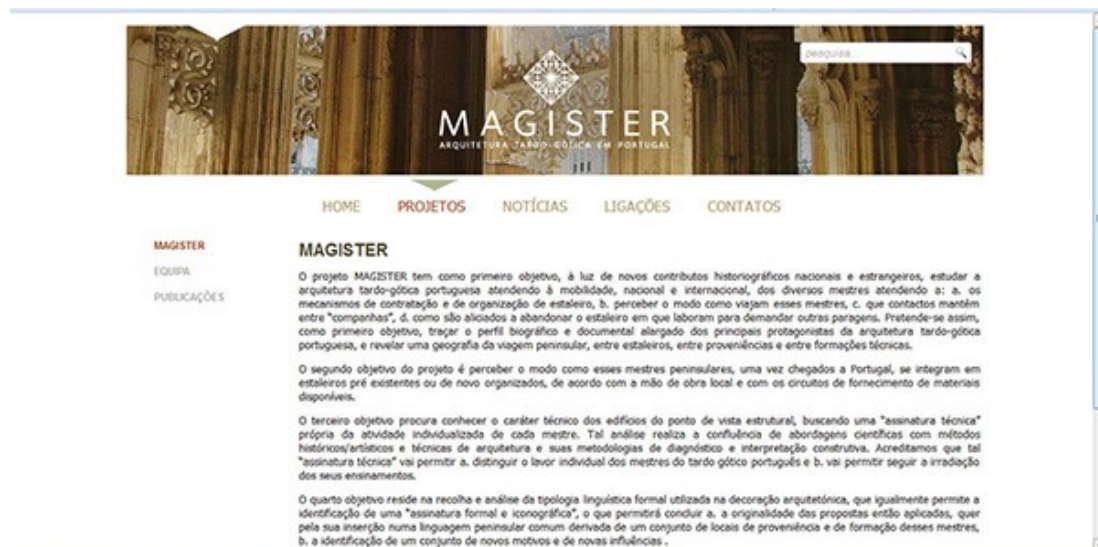 pesquisa...
MAGISTER
ARQUITETURA TARDO-GÓTICA EM PORTUGAL
HOME PROJETOS NOTÍCIAS LIGAÇÕES CONTATOS
MAGISTER
EQUIPA
PUBLICAÇÕES
MAGISTER
O projeto MAGISTER tem como primeiro objetivo, à luz de novos contributos historiográficos nacionais e estrangeiros, estudar a
arquitetura tardo-gótica portuguesa atendendo à mobilidade, nacional e internacional, dos diversos mestres atendendo a: a. os
mecanismos de contratação e de organização de estaleiro, b. perceber o modo como viajam esses mestres, c. que contactos mantêm
entre "companhas", d. como são aliciados a abandonar o estaleiro em que laboram para demandar outras paragens. Pretende-se assim,
como primeiro objetivo, traçar o perfil biográfico e documental alargado dos principais protagonistas da arquitetura tardo-gótica
portuguesa, e revelar uma geografia da viagem peninsular, entre estaleiros, entre proveniências e entre formações técnicas.
O segundo objetivo do projeto é perceber o modo como esses mestres peninsulares, uma vez chegados a Portugal, se integram em
estaleiros pré existentes ou de novo organizados, de acordo com a mão de obra local e com os circuitos de fornecimento de materiais
disponíveis.
O terceiro objetivo procura conhecer o caráter técnico dos edifícios do ponto de vista estrutural, buscando uma "assinatura técnica"
própria da atividade individualizada de cada mestre. Tal análise realiza a confluência de abordagens científicas com métodos
históricos/artísticos e técnicas de arquitetura e suas metodologias de diagnóstico e interpretação construtiva. Acreditamos que tal
"assinatura técnica" vai permitir a. distinguir o lavor individual dos mestres do tardo gótico português e b. vai permitir seguir a irradiação
dos seus ensinamentos.
O quarto objetivo reside na recolha e análise da tipologia linguística formal utilizada na decoração arquitetónica, que igualmente permite a
identificação de uma "assinatura formal e iconográfica", o que permitirá concluir a. a originalidade das propostas então aplicadas, quer
pela sua inserção numa linguagem peninsular comum derivada de um conjunto de locais de proveniência e de formação desses mestres,
b. a identificação de um conjunto de novos motivos e de novas influências .